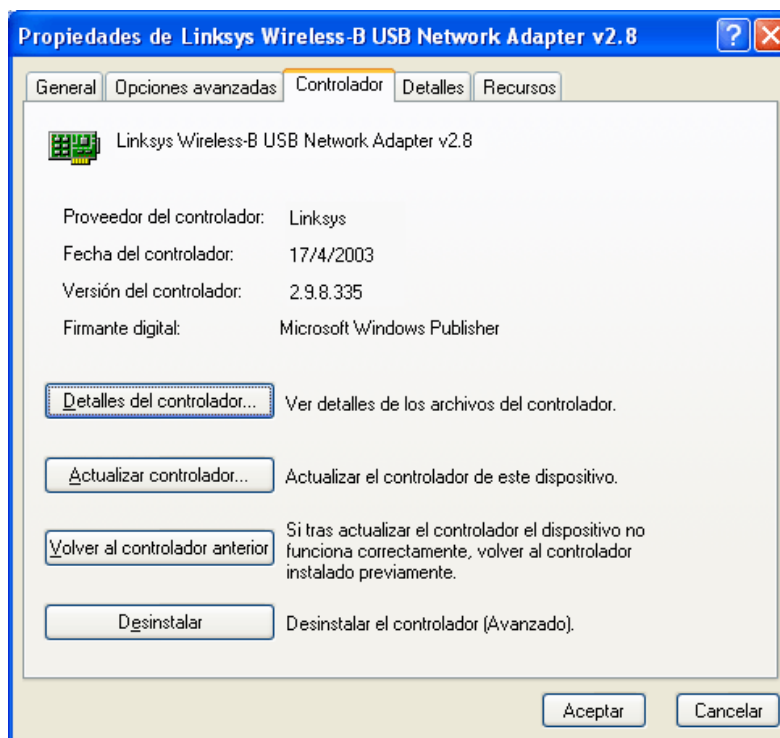 Propiedades de Linksys Wireless-B USB Network Adapter v2.8
General Opciones avanzadas Controlador Detalles Recursos
Linksys Wireless-B USB Network Adapter v2.8
Proveedor del controlador: Linksys
Fecha del controlador: 17/4/2003
Versión del controlador: 2.9.8.335
Firmante digital: Microsoft Windows Publisher
Detalles del controlador... Ver detalles de los archivos del controlador.
Actualizar controlador... Actualizar el controlador de este dispositivo.
Volver al controlador anterior
Si tras actualizar el controlador el dispositivo no
funciona correctamente, volver al controlador
instalado previamente.
Desinstalar Desinstalar el controlador (Avanzado).
Aceptar Cancelar